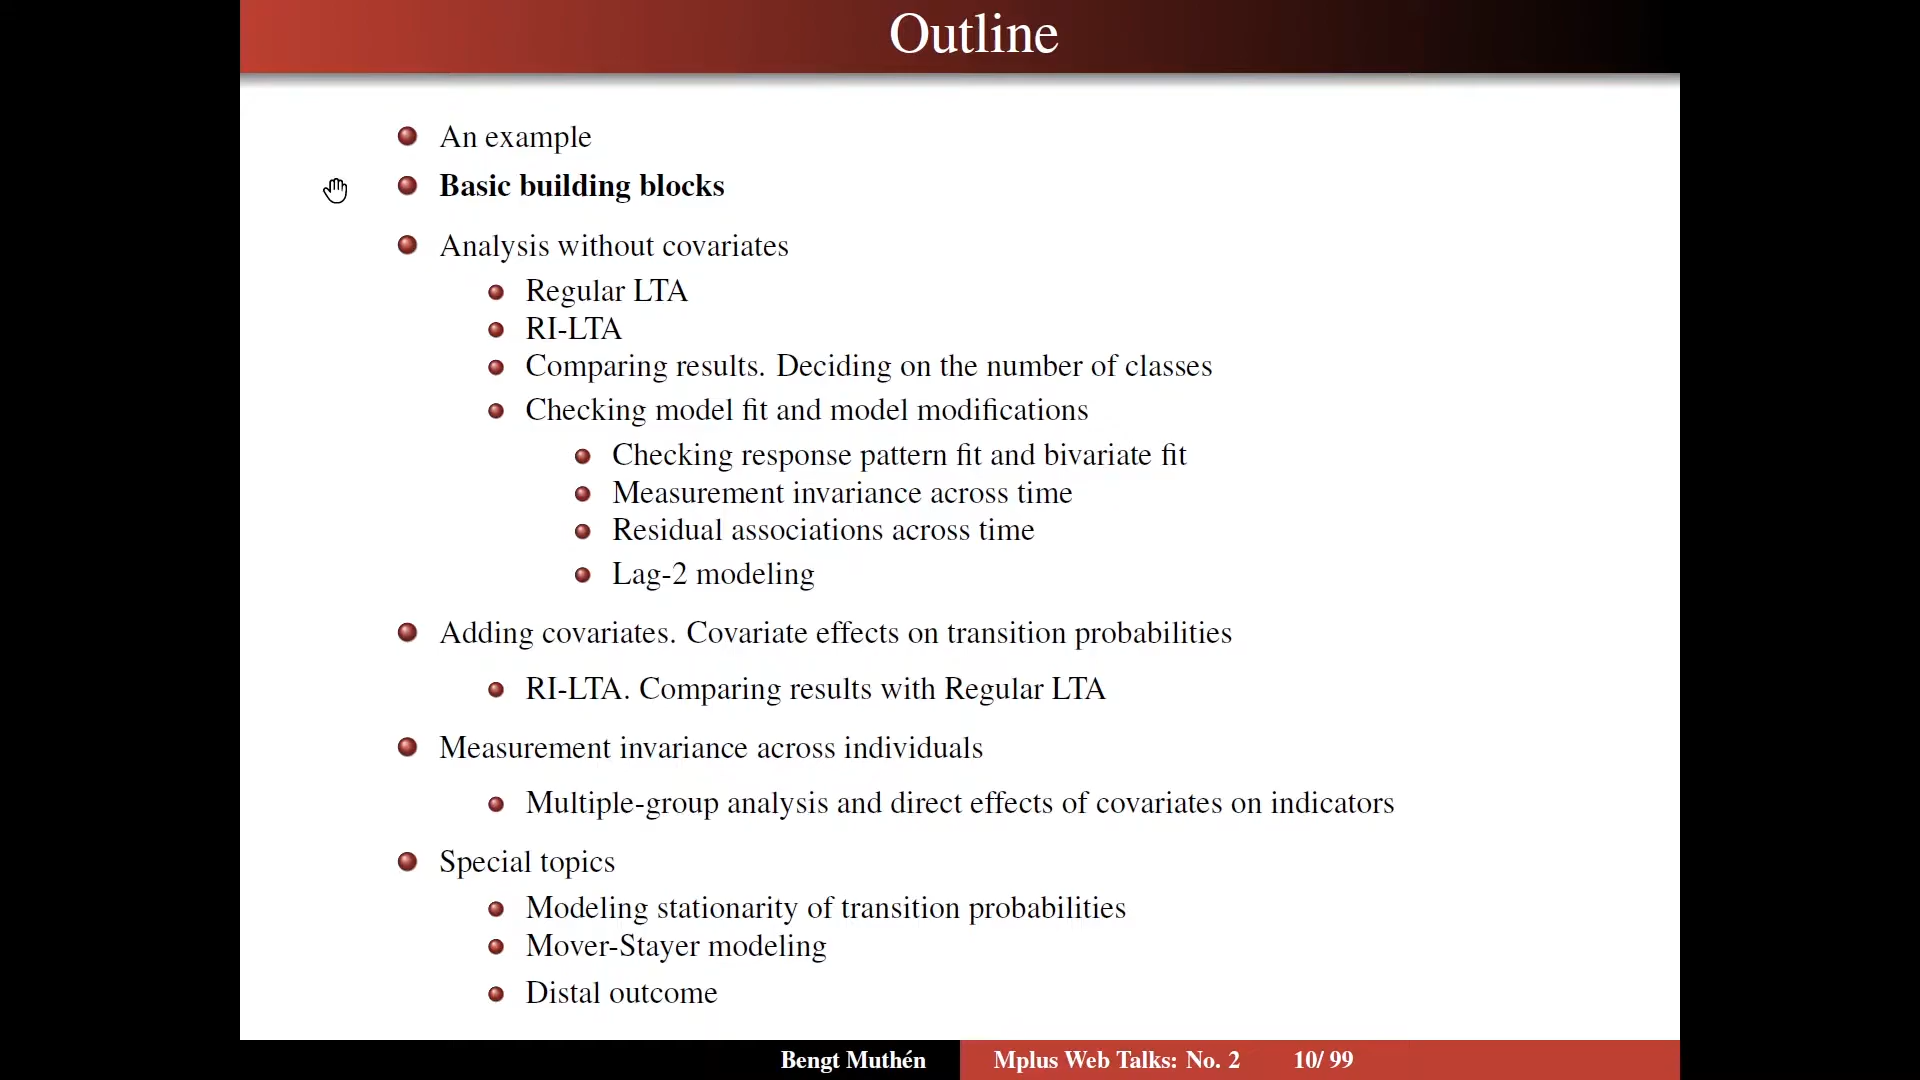 Outline
An example
Basic building blocks
Analysis without covariates
Regular LTA
RI-LTA
Comparing results. Deciding on the number of classes
Checking model fit and model modifications
Checking response pattern fit and bivariate fit
Measurement invariance across time
Residual associations across time
Lag-2 modeling
Adding covariates. Covariate effects on transition probabilities
RI-LTA. Comparing results with Regular LTA
Measurement invariance across individuals
Multiple-group analysis and direct effects of covariates on indicators
Special topics
Modeling stationarity of transition probabilities
Mover-Stayer modeling
Distal outcome
Bengt Muthén Mplus Web Talks: No. 2 10/ 99